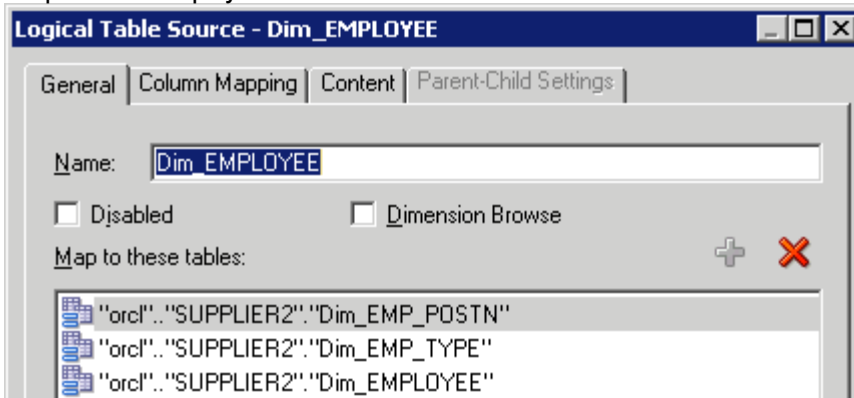 Logical Table Source - Dim_EMPLOYEE
General Column Mapping Content Parent-Child Settings
Name: Dim_EMPLOYEE
Disabled Dimension Browse
Map to these tables:
"orcl".."SUPPLIER2"."Dim_EMP_POSTN"
"orcl".."SUPPLIER2"."Dim_EMP_TYPE"
"orcl".."SUPPLIER2"."Dim_EMPLOYEE"